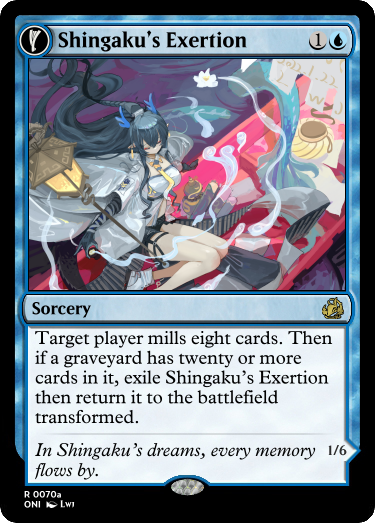 Shingaku's Exertion 1
Sorcery
Target player mills eight cards. Then
if a graveyard has twenty or more
cards in it, exile Shingaku's Exertion
then return it to the battlefield
transformed.
In Shingaku's dreams, every memory
flows by.
1/6
R 0070a
ONI